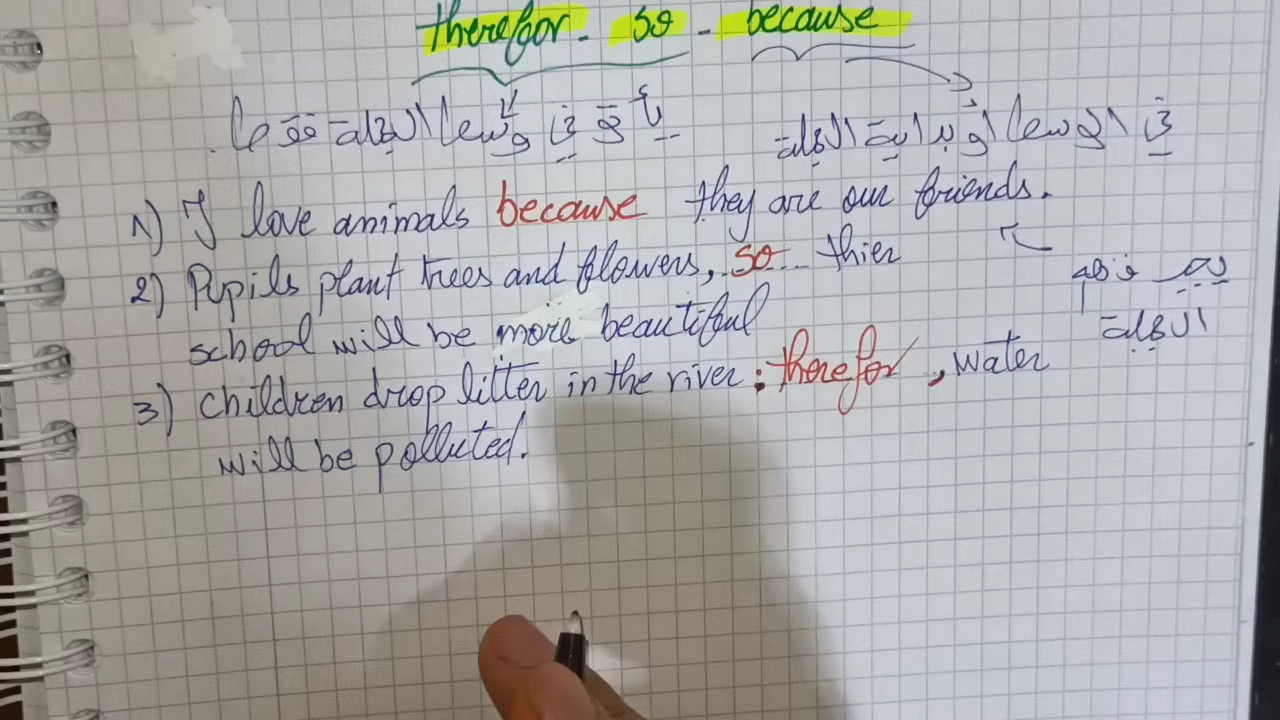 therefor - so - because
في الوسط أو بداية الجملة
في وسط الجملة فقط
1) I love animals because they are our friends.
2) Pupils plant trees and flowers, so thier
school will be more beautiful
الجملة
3) children drop litter in the river ; therefor , water
will be polluted.